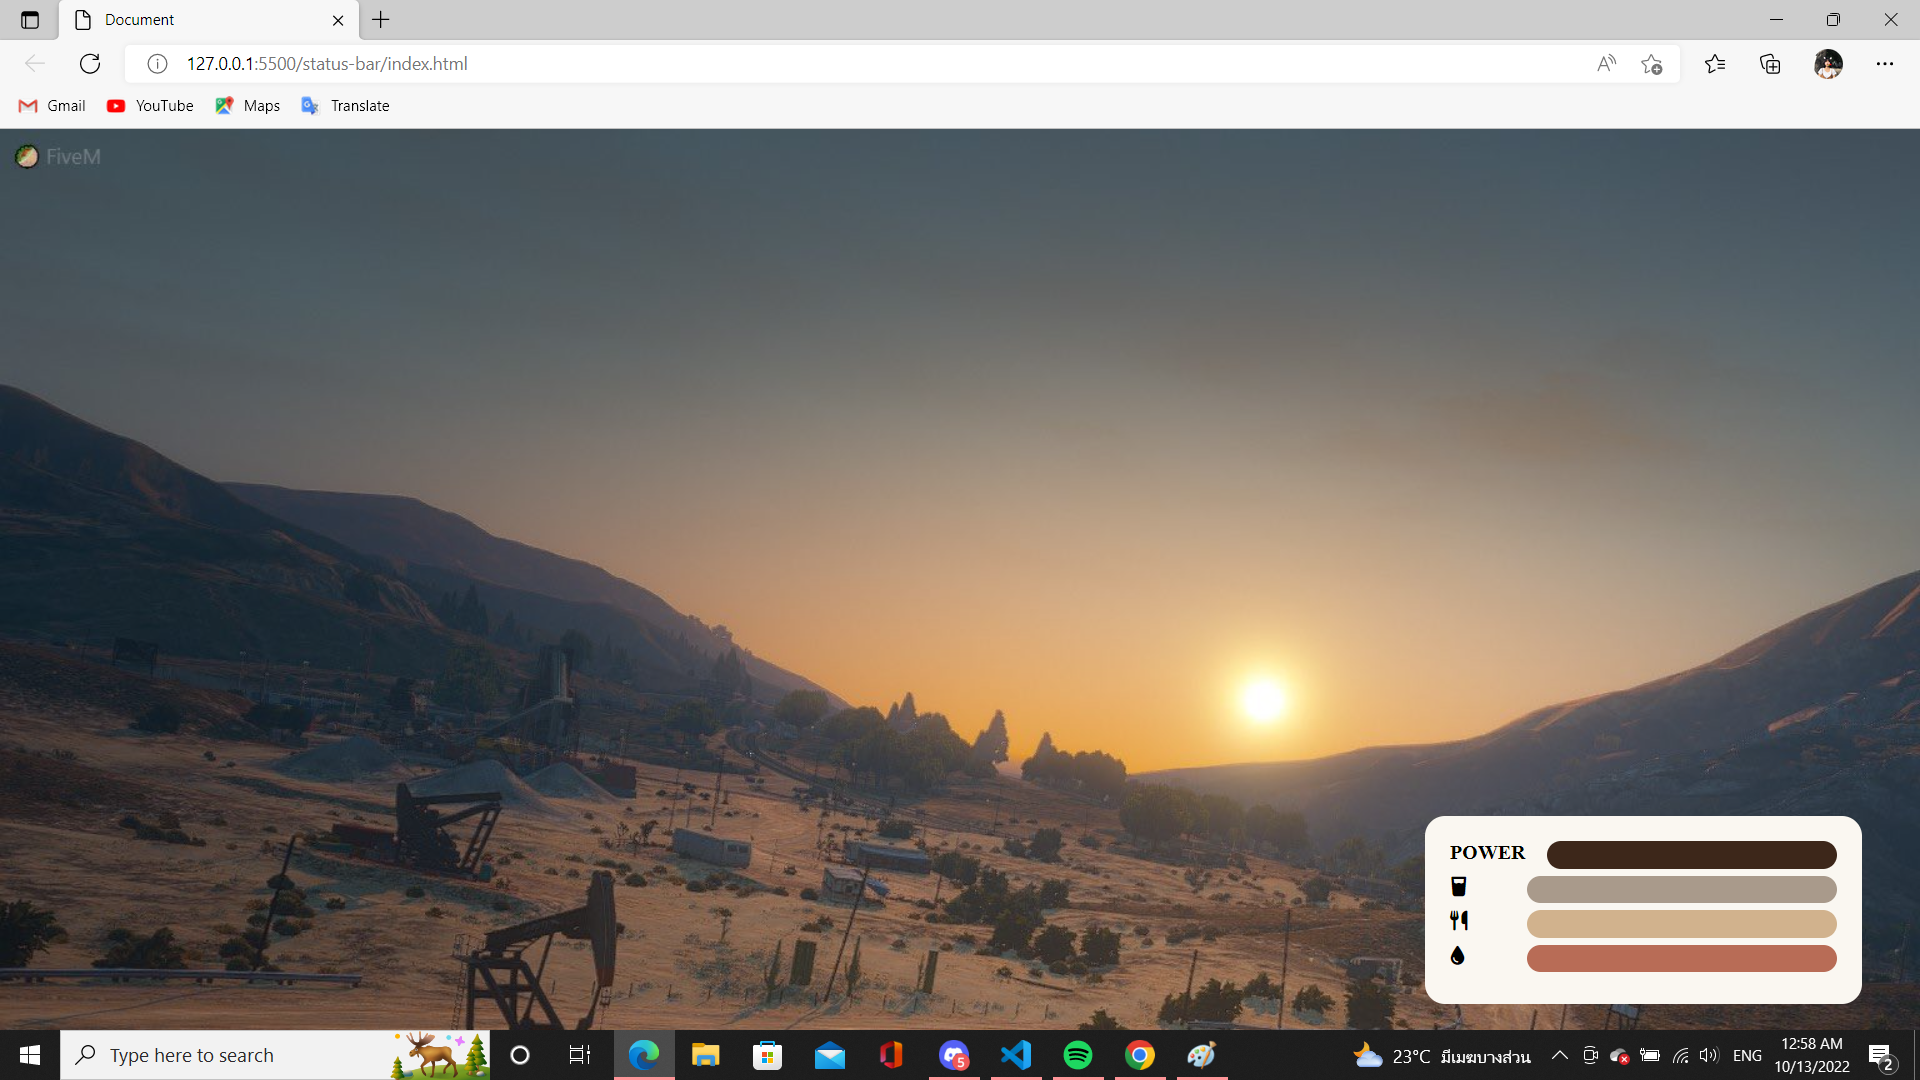 Document
127.0.0.1:5500/status-bar/index.html
Gmail YouTube Maps Translate
FiveM
POWER
Type here to search
5
23°C มีเมฆบางส่วน
ENG
12:58 AM
10/13/2022
2